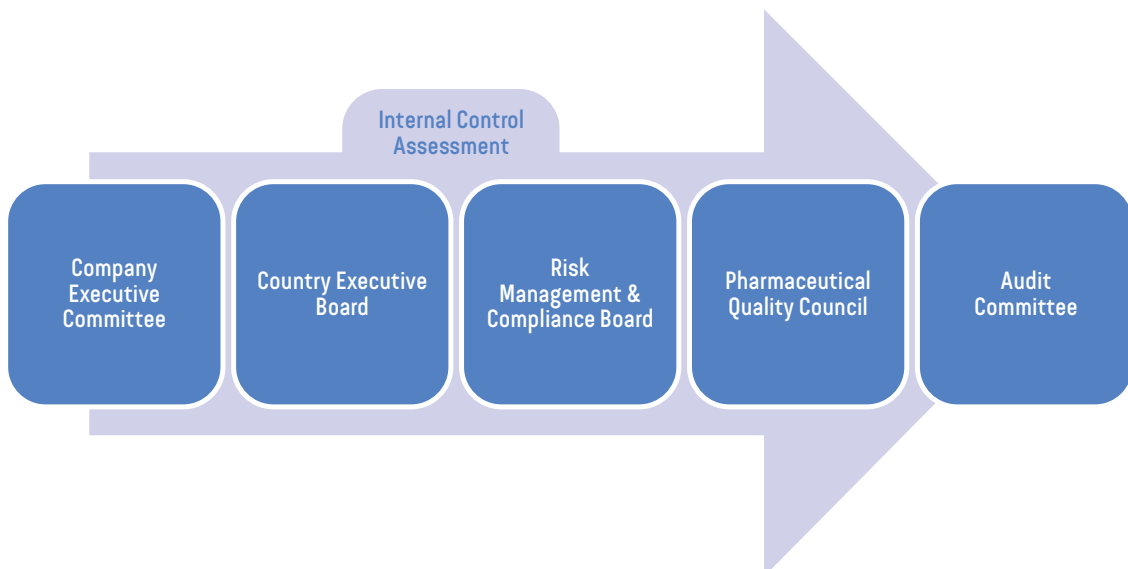 Internal Control
Assessment
Company
Executive
Committee
Country Executive
Board
Risk
Management &
Compliance Board
Pharmaceutical
Quality Council
Audit
Committee